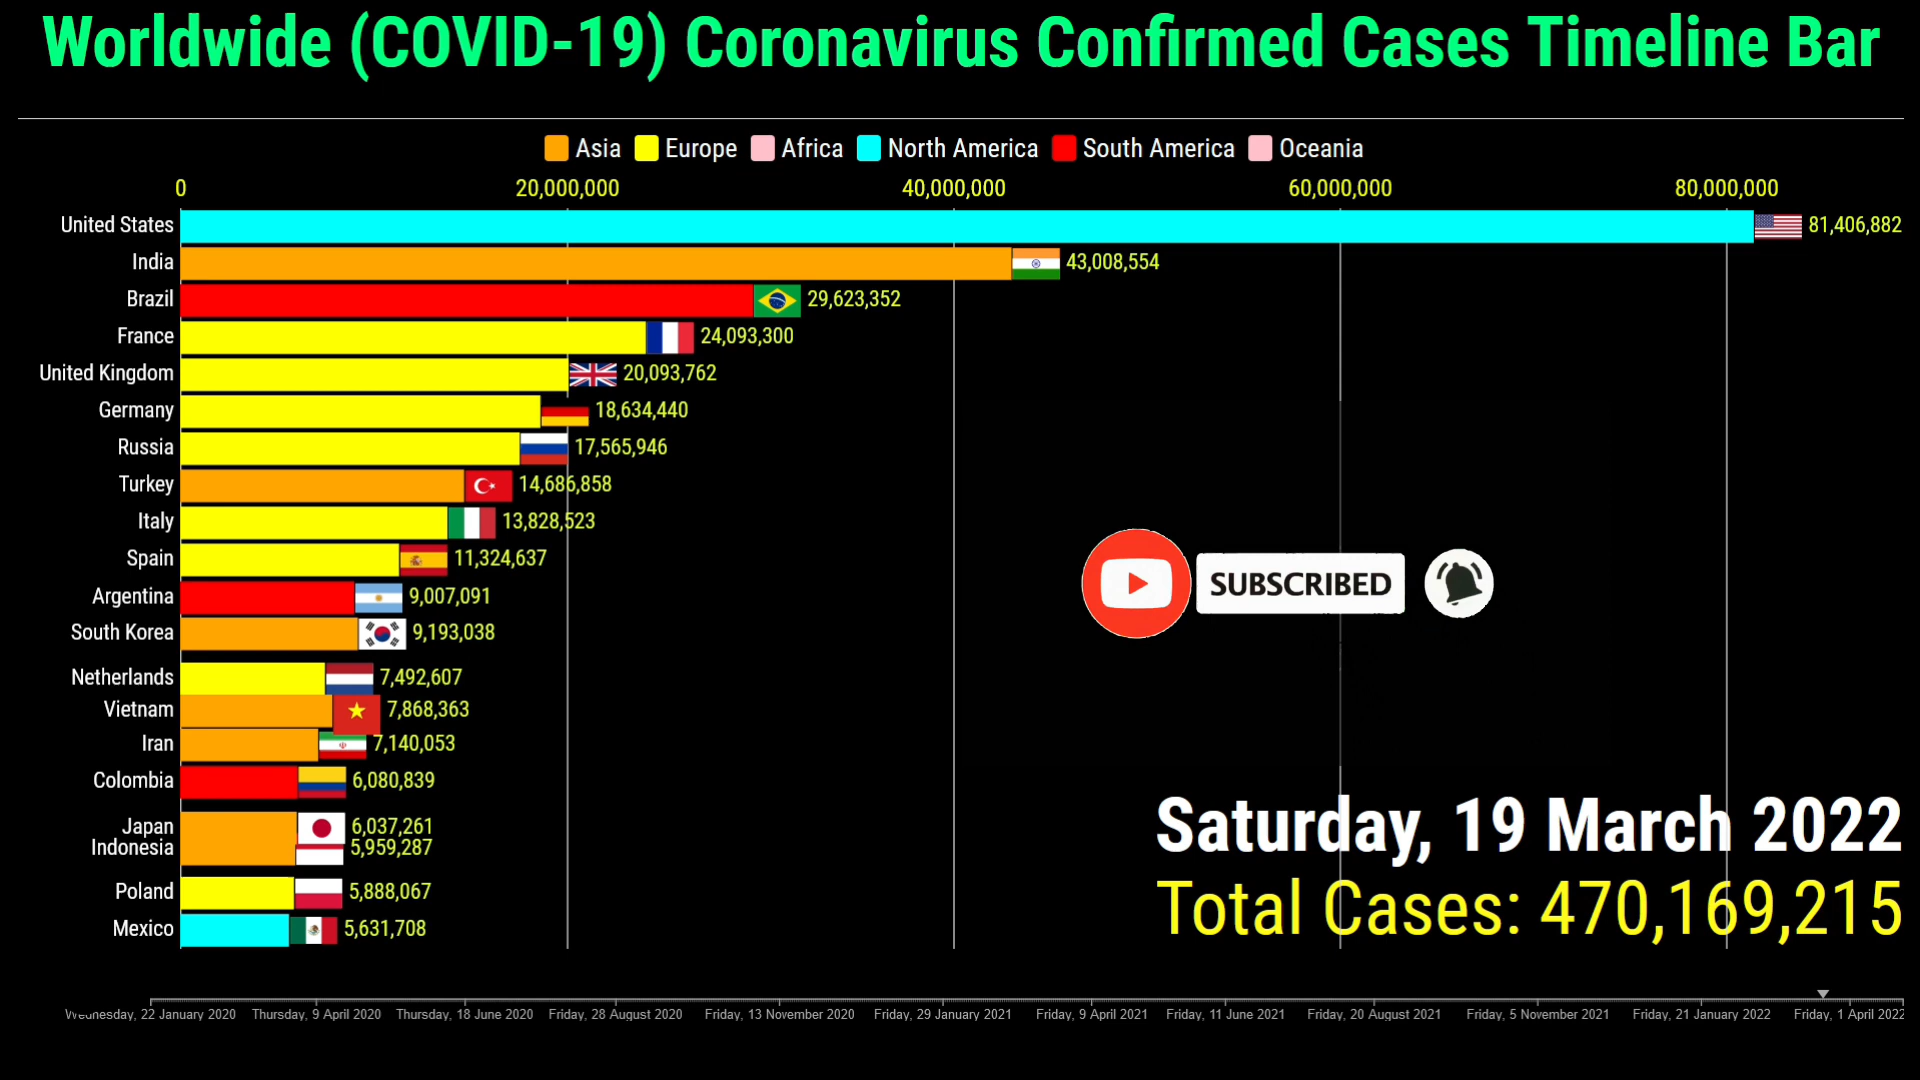 Worldwide (COVID-19) Coronavirus Confirmed Cases Timeline Bar
Asia Europe Africa North America South America Oceania
0 20,000,000 40,000,000 60,000,000 80,000,000
United States 81,406,882
India 43,008,554
Brazil 29,623,352
France 24,093,300
United Kingdom 20,093,762
Germany 18,634,440
Russia 17,565,946
Turkey 14,686,858
Italy 13,828,523
Spain 11,324,637
Argentina 9,007,091
South Korea 9,193,038
SUBSCRIBED
Netherlands 7,492,607
Vietnam 7,868,363
Iran 7,140,053
Colombia 6,080,839
Japan 6,037,261
Indonesia 5,959,287
Poland 5,888,067
Mexico 5,631,708
Saturday, 19 March 2022
Total Cases: 470,169,215
Wednesday, 22 January 2020 Thursday, 9 April 2020 Thursday, 18 June 2020 Friday, 28 August 2020 Friday, 13 November 2020 Friday, 29 January 2021 Friday, 9 April 2021 Friday, 11 June 2021 Friday, 20 August 2021 Friday, 5 November 2021 Friday, 21 January 2022 Friday, 1 April 2022